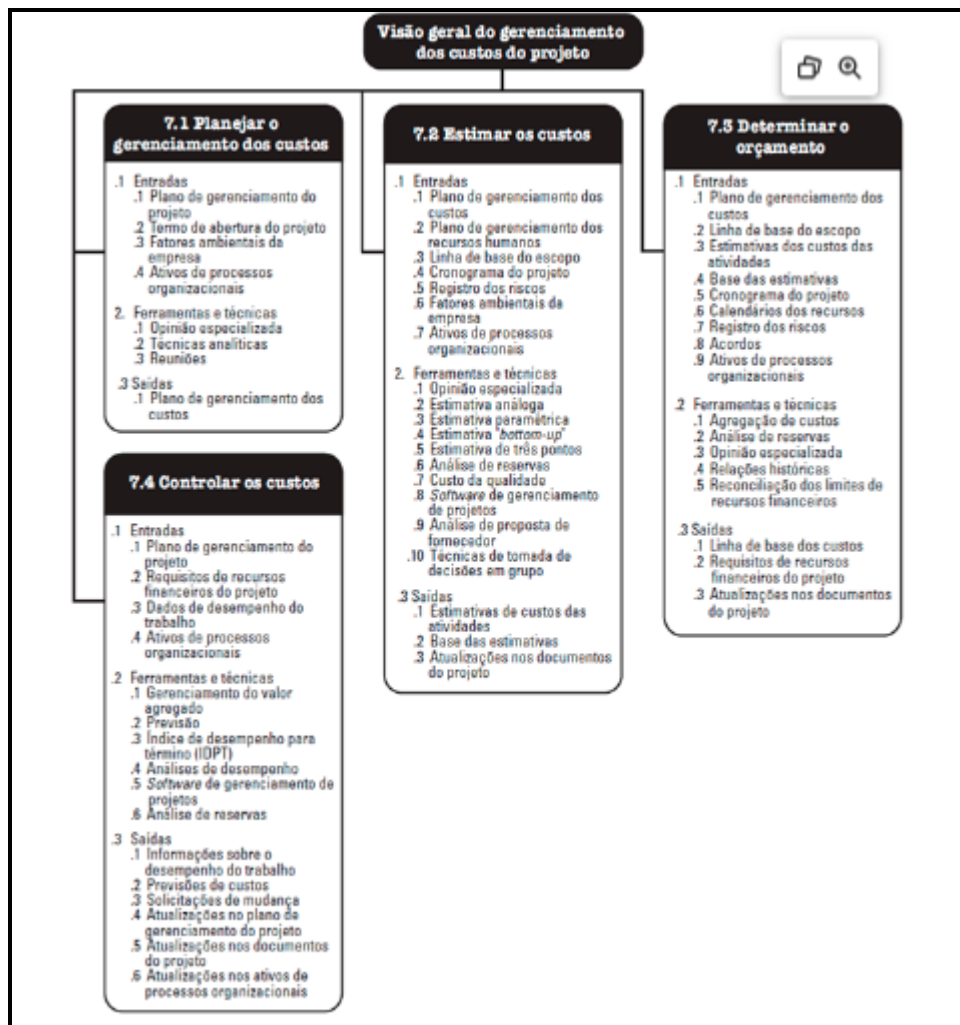 Visão geral do gerenciamento
dos custos do projeto
7.1 Planejar o
gerenciamento dos custos
.1 Entradas
.1 Plano de gerenciamento do
projeto
.2 Termo de abertura do projeto
.3 Fatores ambientais da
empresa
.4 Ativos de processos
organizacionais
2. Ferramentas e técnicas
.1 Opinião especializada
.2 Técnicas analíticas
.3 Reuniões
.3 Saídas
.1 Plano de gerenciamento dos
custos
7.2 Estimar os custos
.1 Entradas
.1 Plano de gerenciamento dos
custos
.2 Plano de gerenciamento dos
recursos humanos
.3 Linha de base do escopo
.4 Cronograma do projeto
.5 Registro dos riscos
.6 Fatores ambientais da
empresa
.7 Ativos de processos
organizacionais
2. Ferramentas e técnicas
.1 Opinião especializada
.2 Estimativa análoga
.3 Estimativa paramétrica
.4 Estimativa "bottom-up"
.5 Estimativa de três pontos
.6 Análise de reservas
.7 Custo da qualidade
.8 Software de gerenciamento
de projetos
.9 Análise de proposta de
fornecedor
.10 Técnicas de tomada de
decisões em grupo
.3 Saídas
.1 Estimativas de custos das
atividades
.2 Base das estimativas
.3 Atualizações nos documentos
do projeto
7.3 Determinar o
orçamento
.1 Entradas
.1 Plano de gerenciamento dos
custos
.2 Linha de base do escopo
.3 Estimativas dos custos das
atividades
.4 Base das estimativas
.5 Cronograma do projeto
.6 Calendários dos recursos
.7 Registro dos riscos
.8 Acordos
.9 Ativos de processos
organizacionais
.2 Ferramentas e técnicas
.1 Agregação de custos
.2 Análise de reservas
.3 Opinião especializada
.4 Relações históricas
.5 Reconciliação dos limites de
recursos financeiros
.3 Saídas
.1 Linha de base dos custos
.2 Requisitos de recursos
financeiros do projeto
.3 Atualizações nos documentos
do projeto
7.4 Controlar os custos
.1 Entradas
.1 Plano de gerenciamento do
projeto
.2 Requisitos de recursos
financeiros do projeto
.3 Dados de desempenho do
trabalho
.4 Ativos de processos
organizacionais
.2 Ferramentas e técnicas
.1 Gerenciamento do valor
agregado
.2 Previsão
.3 Índice de desempenho para
término (IDPT)
.4 Análises de desempenho
.5 Software de gerenciamento de
projetos
.6 Análise de reservas
.3 Saídas
.1 Informações sobre o
desempenho do trabalho
.2 Previsões de custos
.3 Solicitações de mudança
.4 Atualizações no plano de
gerenciamento do projeto
.5 Atualizações nos documentos
do projeto
.6 Atualizações nos ativos de
processos organizacionais